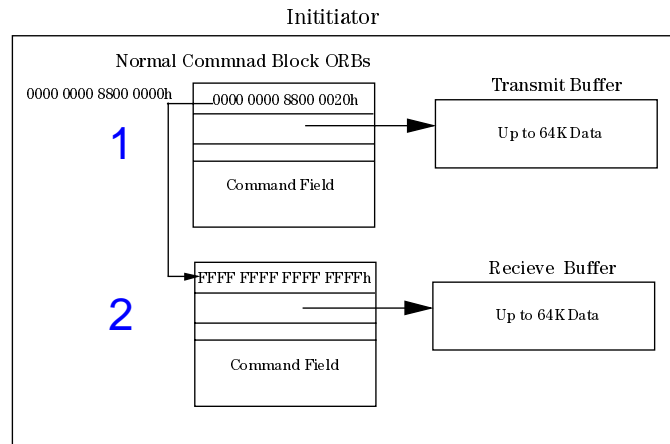 Inititiator
Normal Commnad Block ORBs
0000 0000 8800 0000h
0000 0000 8800 0020h
Transmit Buffer
Up to 64K Data
1
Command Field
FFFF FFFF FFFF FFFFh
Recieve Buffer
Up to 64K Data
2
Command Field